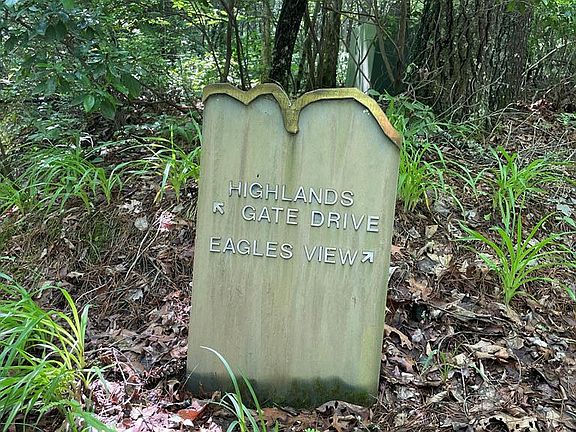 HIGHLANDS
↖ GATE DRIVE
EAGLES VIEW ↗